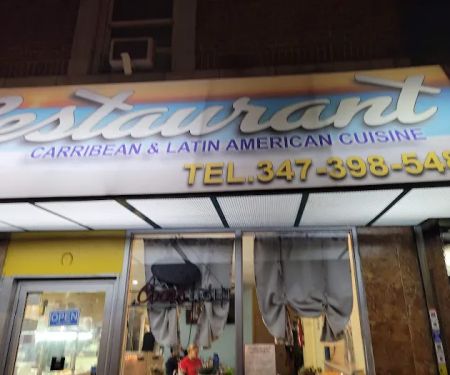 Restaurant
CARRIBEAN & LATIN AMERICAN CUISINE
TEL.347-398-548
OPEN